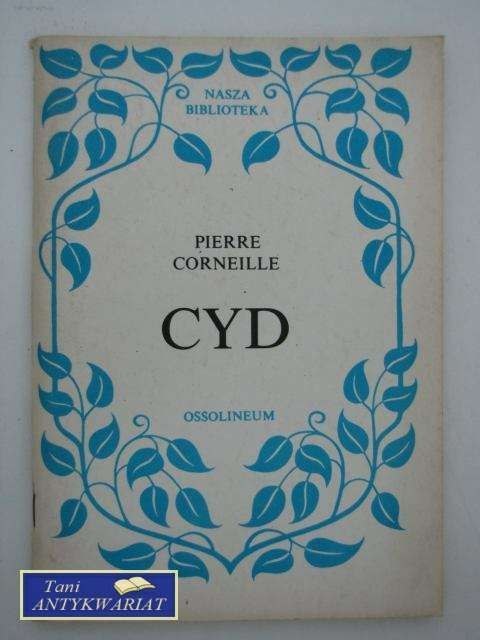 NASZA
BIBLIOTEKA
PIERRE
CORNEILLE
CYD
OSSOLINEUM
Tani
ANTYKWARIAT